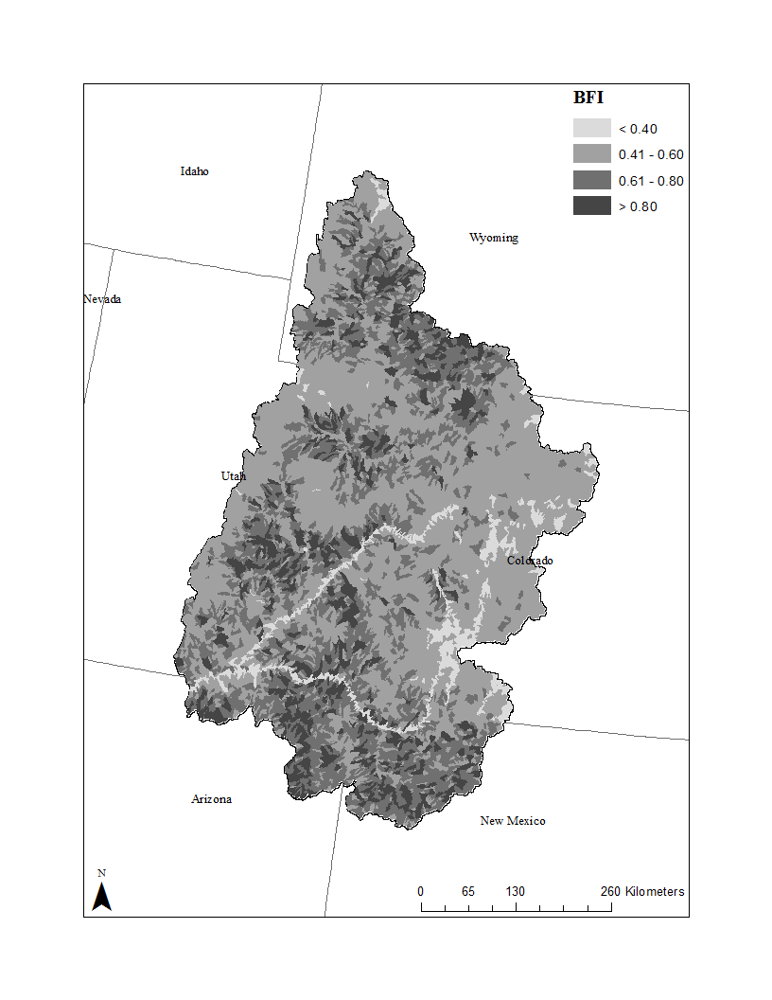 BFI
< 0.40
0.41 - 0.60
0.61 - 0.80
> 0.80
Idaho
Wyoming
Nevada
Utah
Colorado
Arizona
New Mexico
N
0 65 130 260 Kilometers